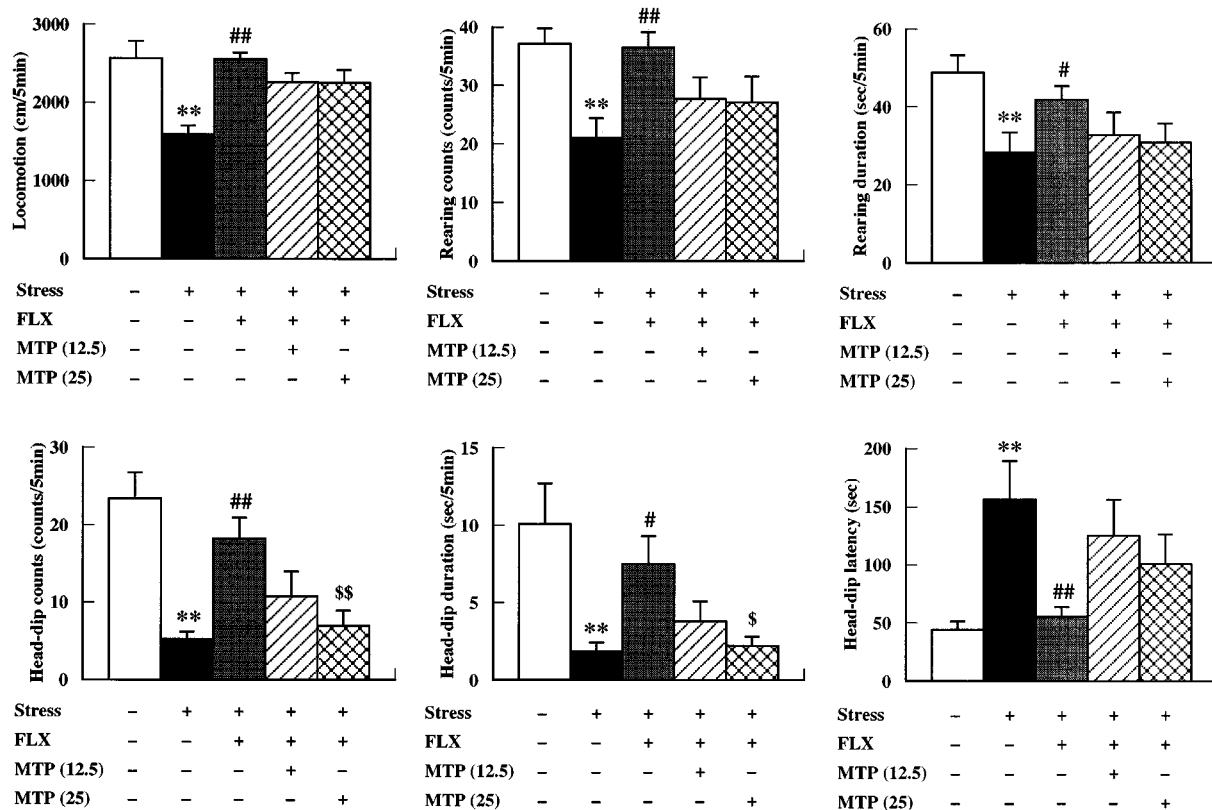 Locomotion (cm/5min)
3000
2000
1000
0
**
##
Stress – + + + +
FLX – – + + +
MTP (12.5) – – – + –
MTP (25) – – – – +
Rearing counts (counts/5min)
40
30
20
10
0
**
##
Stress – + + + +
FLX – – + + +
MTP (12.5) – – – + –
MTP (25) – – – – +
Rearing duration (sec/5min)
60
40
20
0
**
#
Stress – + + + +
FLX – – + + +
MTP (12.5) – – – + –
MTP (25) – – – – +
Head-dip counts (counts/5min)
30
20
10
0
**
##
$$
Stress – + + + +
FLX – – + + +
MTP (12.5) – – – + –
MTP (25) – – – – +
Head-dip duration (sec/5min)
15
10
5
0
**
#
$
Stress – + + + +
FLX – – + + +
MTP (12.5) – – – + –
MTP (25) – – – – +
Head-dip latency (sec)
200
150
100
50
0
**
##
Stress – + + + +
FLX – – + + +
MTP (12.5) – – – + –
MTP (25) – – – – +